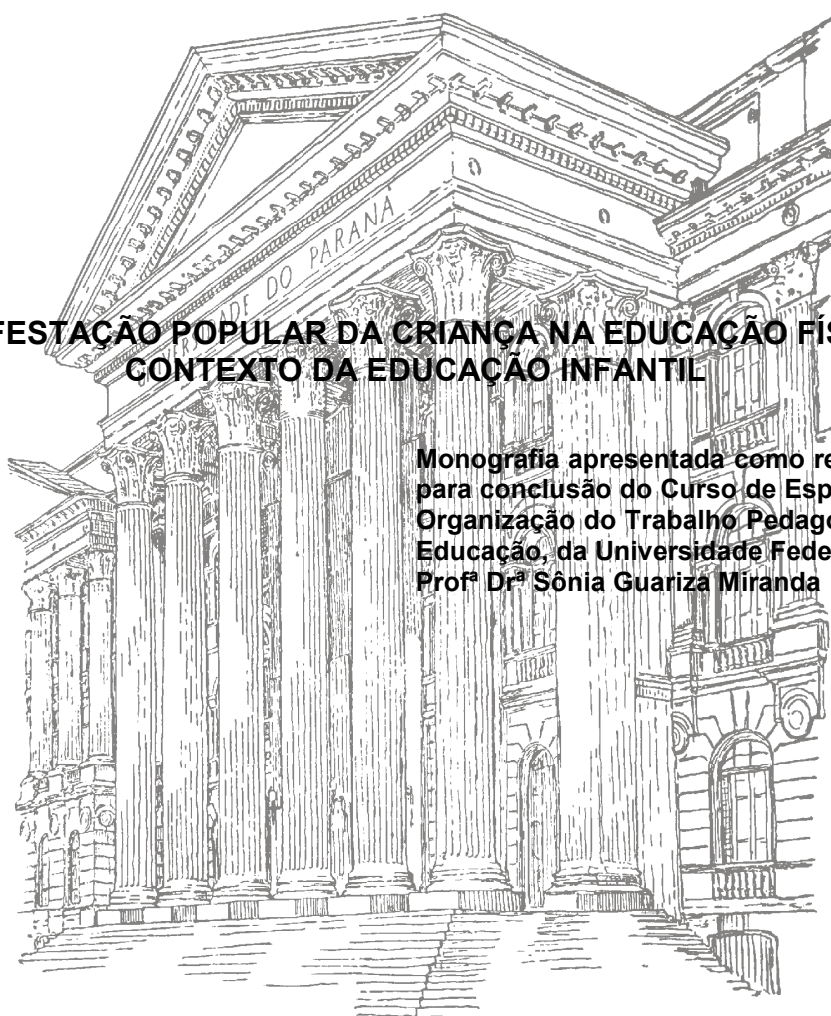 DADE DO PARANÁ
FESTAÇÃO POPULAR DA CRIANÇA NA EDUCAÇÃO FÍS
CONTEXTO DA EDUCAÇÃO INFANTIL
Monografia apresentada como re
para conclusão do Curso de Esp
Organização do Trabalho Pedago
Educação, da Universidade Fede
Profª Drª Sônia Guariza Miranda